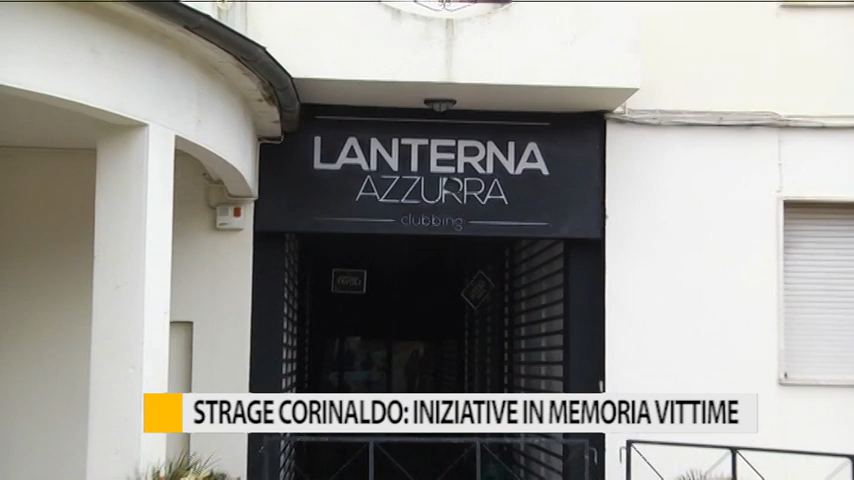 LANTERNA
AZZURRA
clubbing
STRAGE CORINALDO: INIZIATIVE IN MEMORIA VITTIME